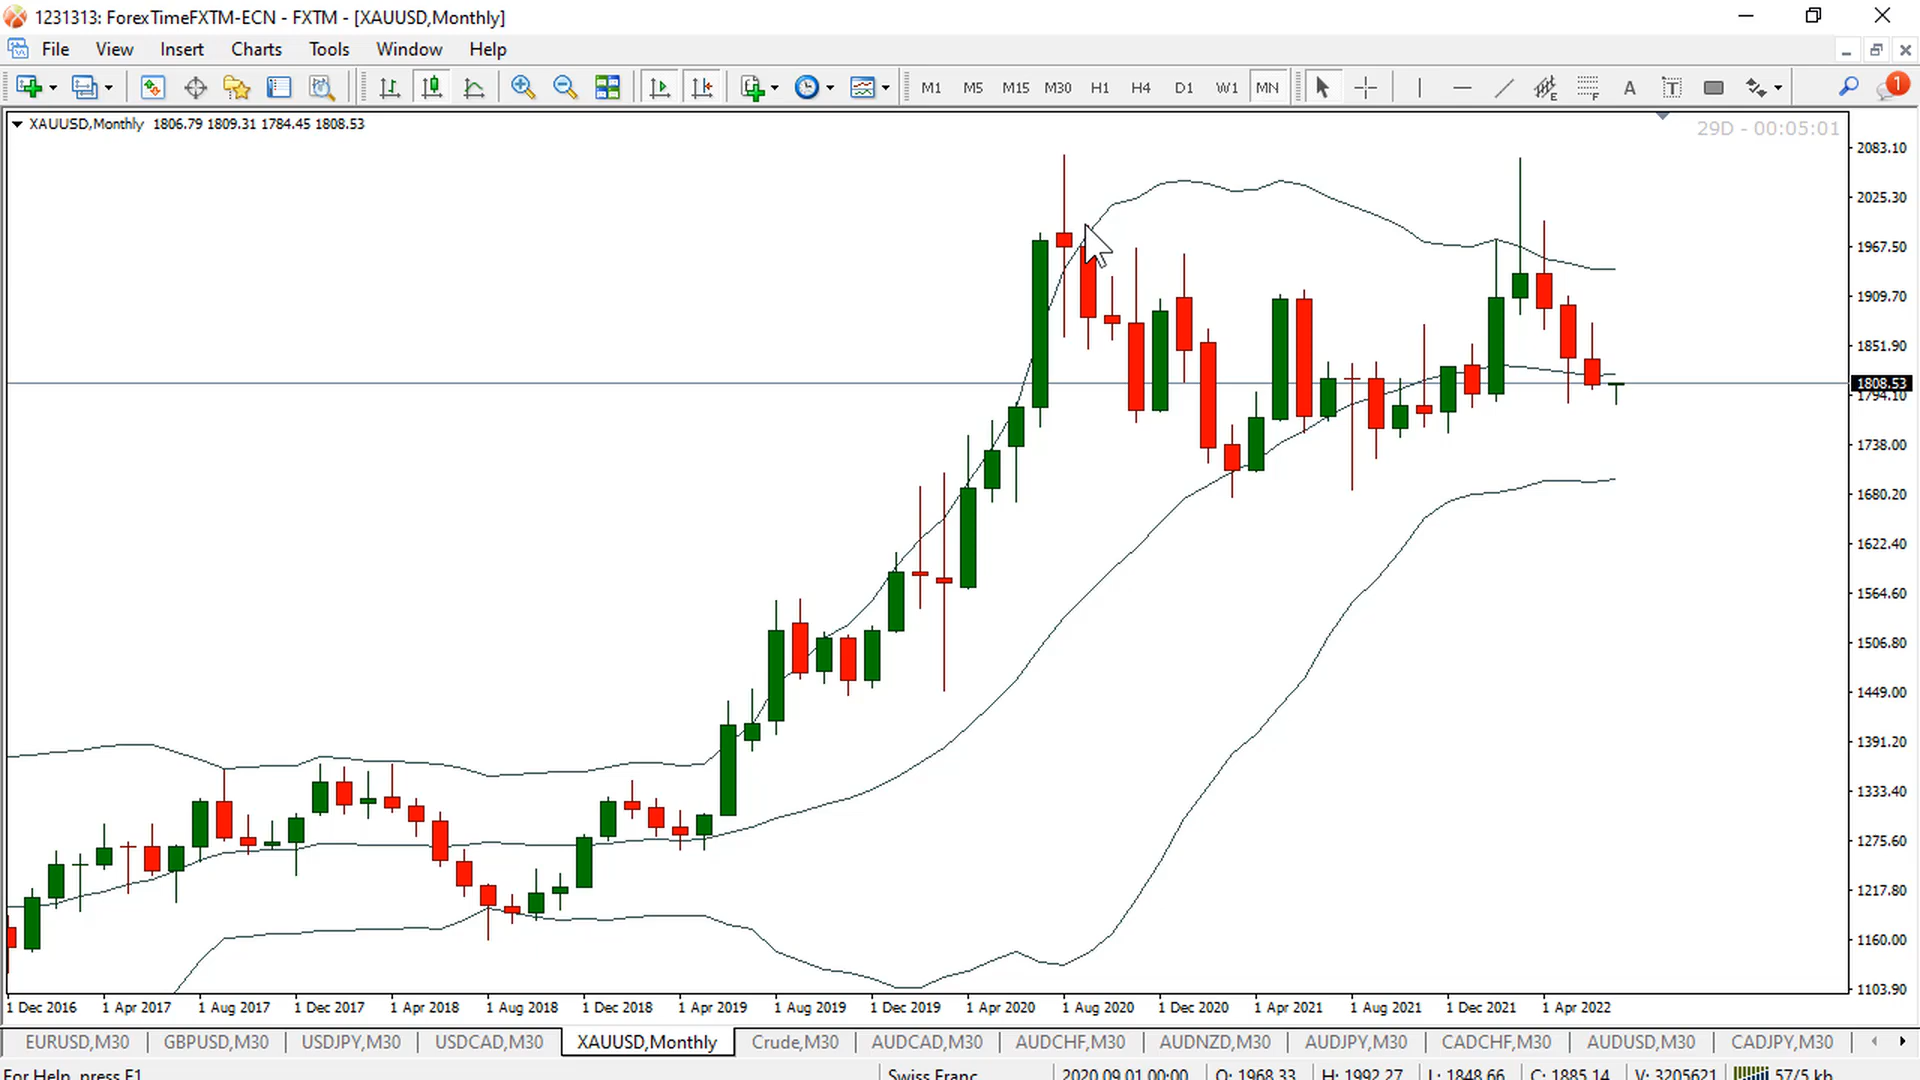 1231313: ForexTimeFXTM-ECN - FXTM - [XAUUSD,Monthly]
File View Insert Charts Tools Window Help
M1 M5 M15 M30 H1 H4 D1 W1 MN E F A T 1
XAUUSD,Monthly 1806.79 1809.31 1784.45 1808.53
29D - 00:05:01
2083.10
2025.30
1967.50
1909.70
1851.90
1808.53
1794.10
1738.00
1680.20
1622.40
1564.60
1506.80
1449.00
1391.20
1333.40
1275.60
1217.80
1160.00
1103.90
1 Dec 2016 1 Apr 2017 1 Aug 2017 1 Dec 2017 1 Apr 2018 1 Aug 2018 1 Dec 2018 1 Apr 2019 1 Aug 2019 1 Dec 2019 1 Apr 2020 1 Aug 2020 1 Dec 2020 1 Apr 2021 1 Aug 2021 1 Dec 2021 1 Apr 2022
EURUSD,M30 GBPUSD,M30 USDJPY,M30 USDCAD,M30 XAUUSD,Monthly Crude,M30 AUDCAD,M30 AUDCHF,M30 AUDNZD,M30 AUDJPY,M30 CADCHF,M30 AUDUSD,M30 CADJPY,M30
For Help, press F1 Swiss Franc 2020.09.01 00:00 O: 1968.33 H: 1992.27 L: 1848.66 C: 1885.14 V: 3205621 57/5 kb